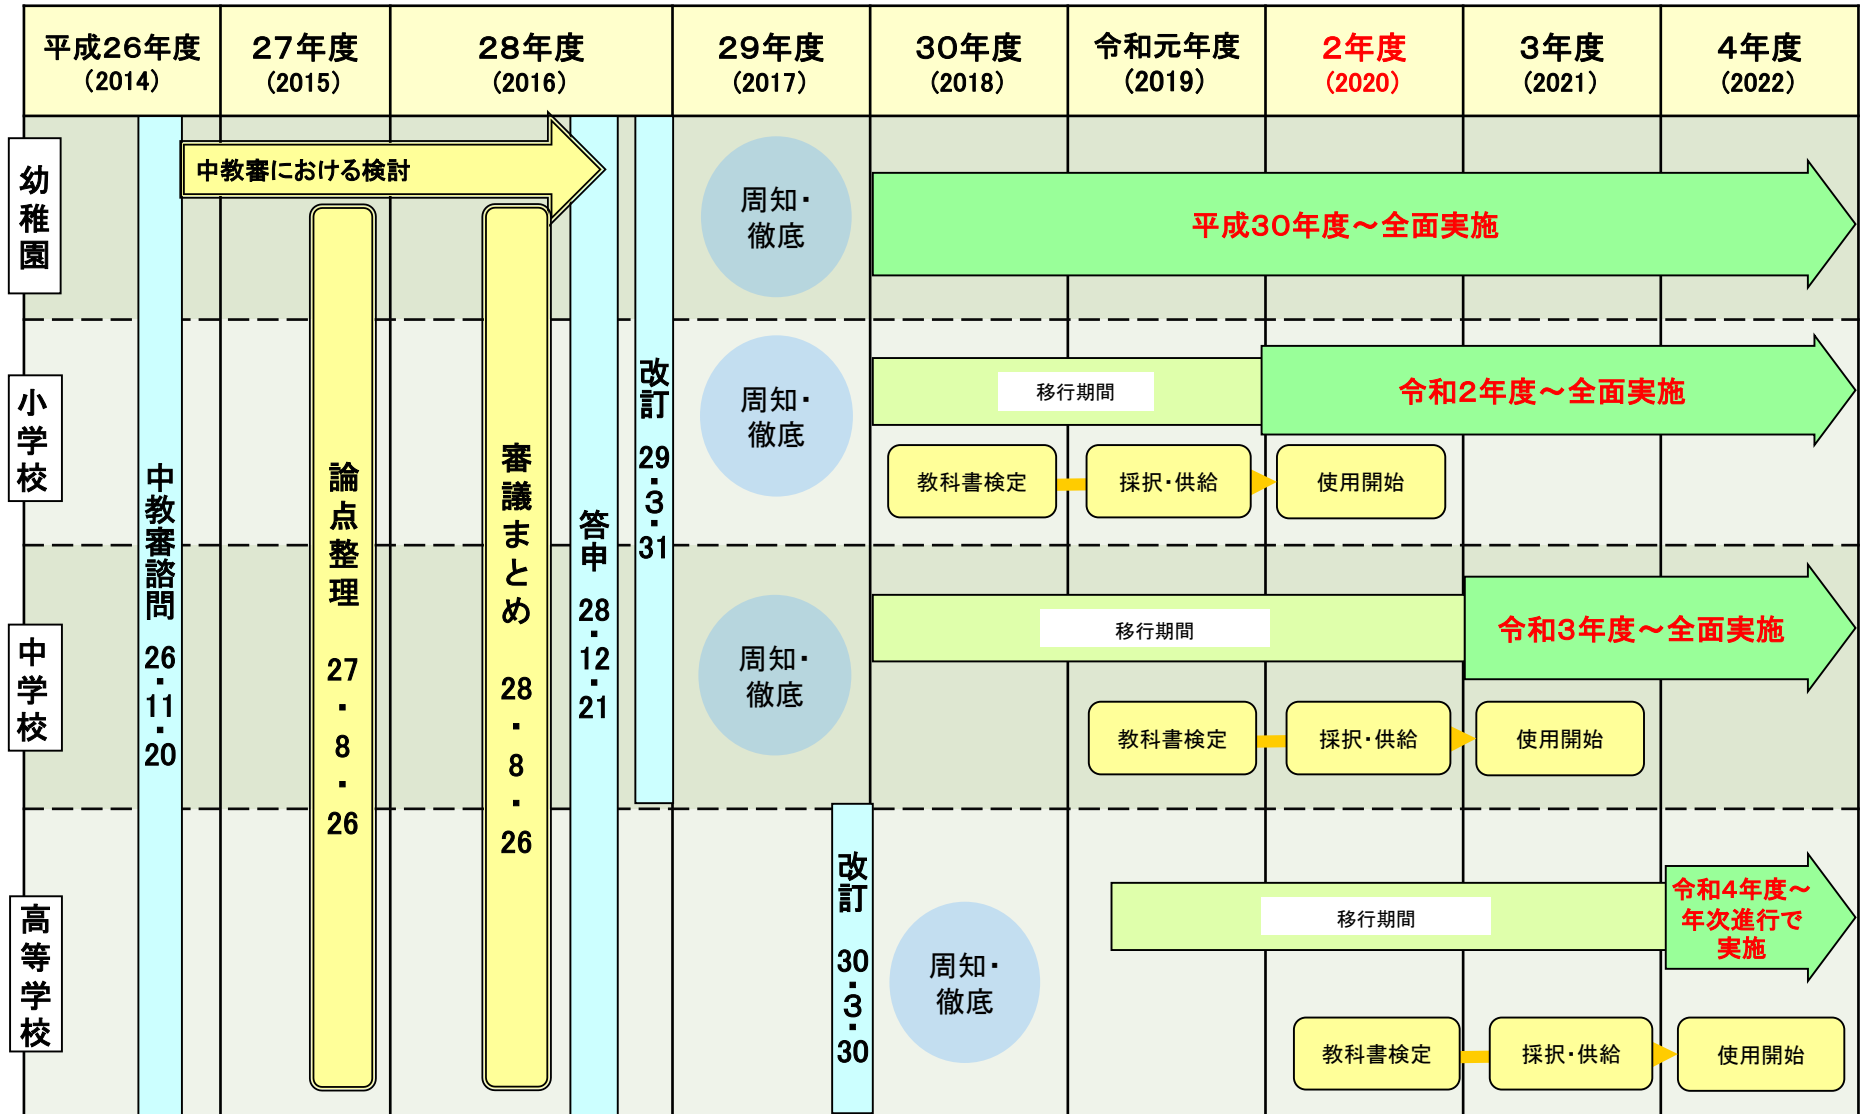 平成26年度
(2014)
27年度
(2015)
28年度
(2016)
29年度
(2017)
30年度
(2018)
令和元年度
(2019)
2年度
(2020)
3年度
(2021)
4年度
(2022)
幼稚園
小学校
中学校
高等学校
中教審諮問 26・11・20
中教審における検討
論点整理 27・8・26
審議まとめ 28・8・26
答申 28・12・21
改訂 29・3・31
改訂 30・3・30
周知・
徹底
平成30年度～全面実施
周知・
徹底
移行期間
令和2年度～全面実施
教科書検定
採択・供給
使用開始
周知・
徹底
移行期間
令和3年度～全面実施
教科書検定
採択・供給
使用開始
周知・
徹底
移行期間
令和4年度～
年次進行で
実施
教科書検定
採択・供給
使用開始